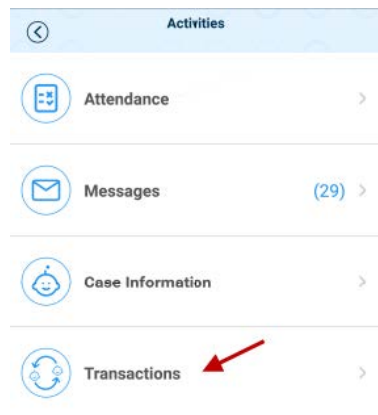 Activities
Attendance
Messages (29)
Case Information
Transactions